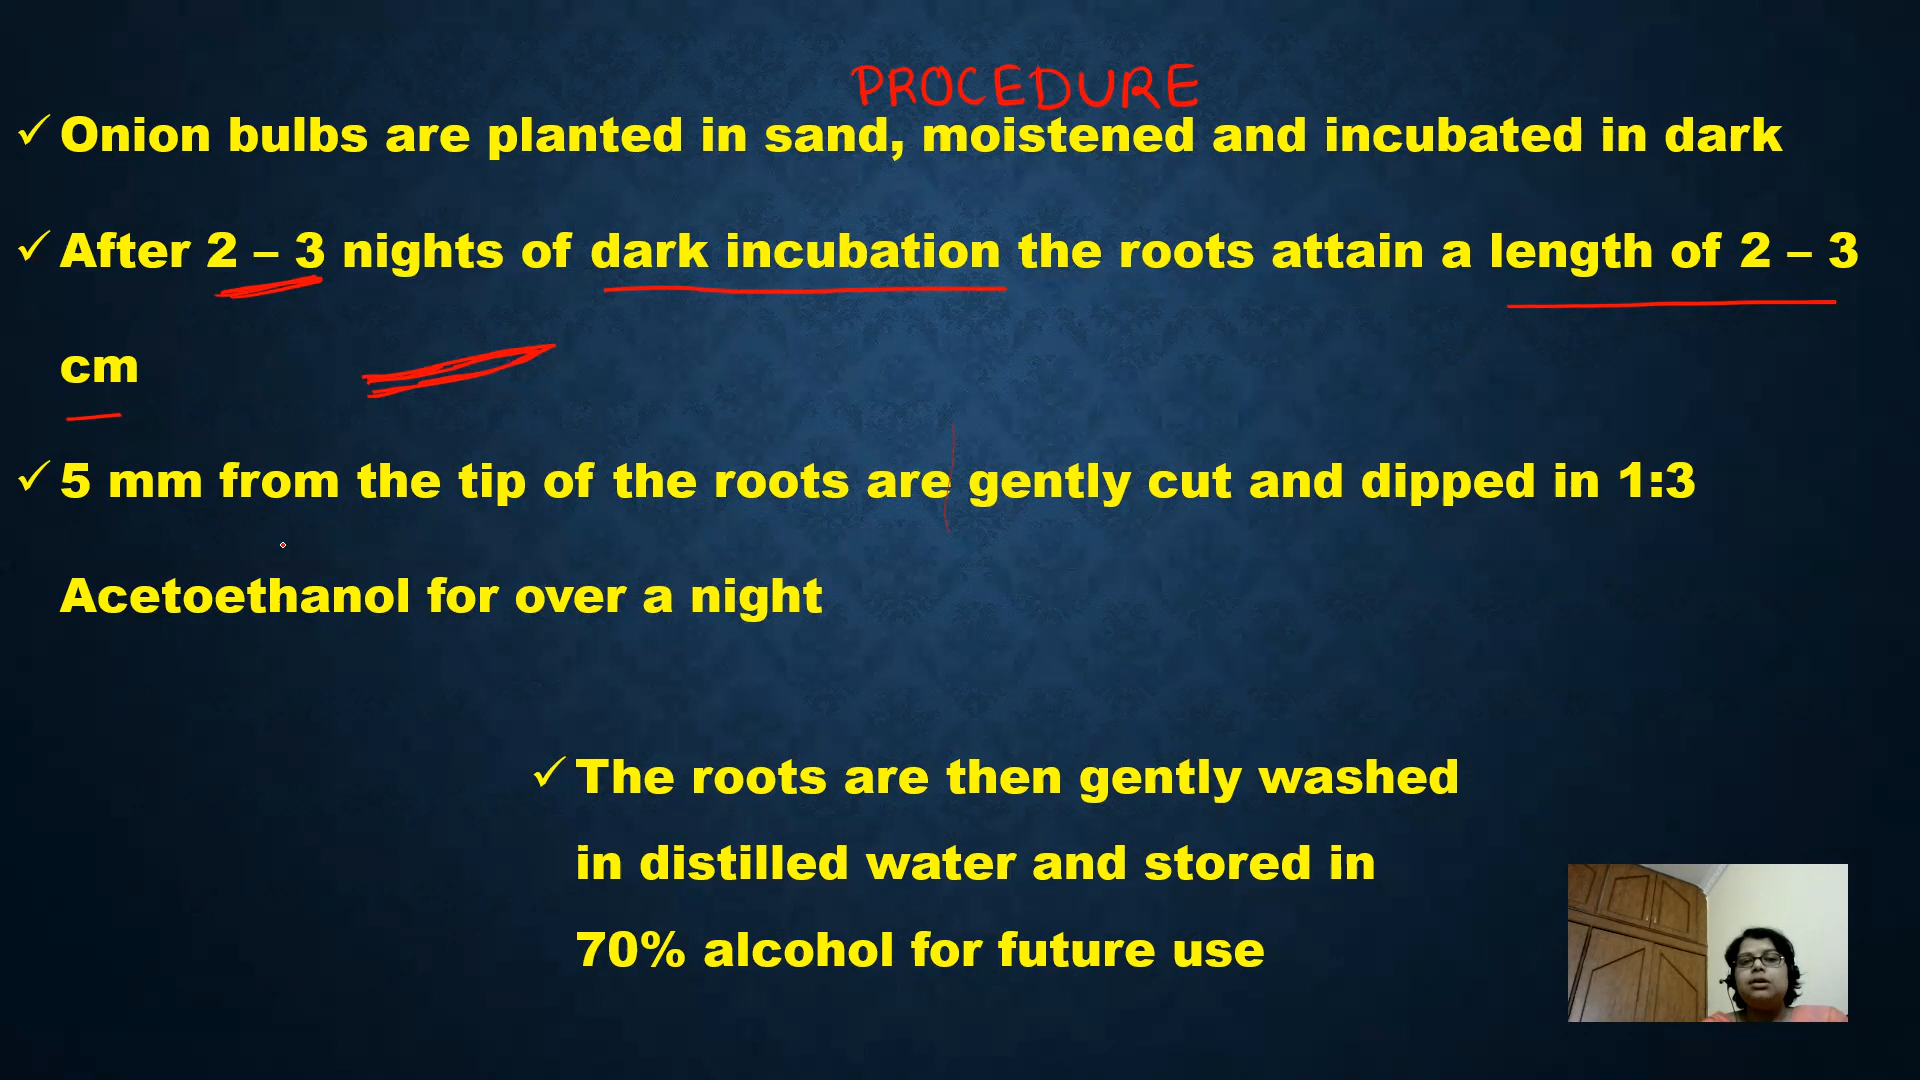 PROCEDURE
Onion bulbs are planted in sand, moistened and incubated in dark
After 2 – 3 nights of dark incubation the roots attain a length of 2 – 3
cm
5 mm from the tip of the roots are gently cut and dipped in 1:3
Acetoethanol for over a night
The roots are then gently washed
in distilled water and stored in
70% alcohol for future use